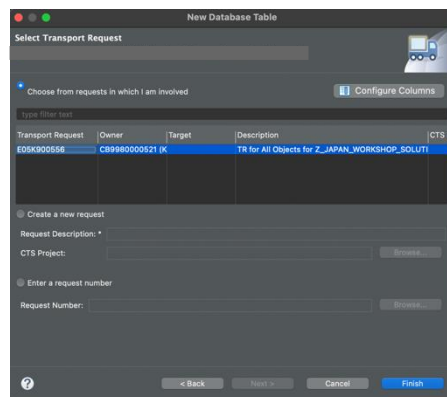 New Database Table
Select Transport Request
Choose from requests in which I am involved
Configure Columns
type filter text
Transport Request Owner Target Description CTS
E05K900556 CB9980000521 (K TR for All Objects for Z_JAPAN_WORKSHOP_SOLUTI
Create a new request
Request Description: *
CTS Project:
Browse...
Enter a request number
Request Number:
Browse...
? < Back Next > Cancel Finish